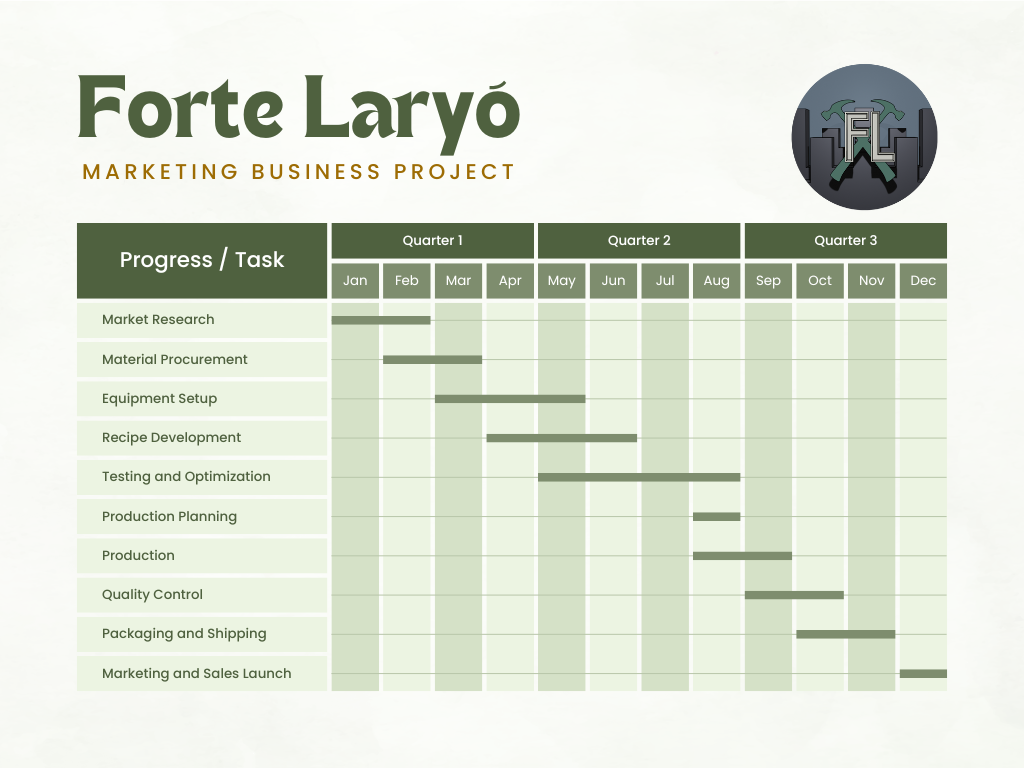 Forte Laryó
MARKETING BUSINESS PROJECT
FL
Progress / Task
Quarter 1 Quarter 2 Quarter 3
Jan Feb Mar Apr May Jun Jul Aug Sep Oct Nov Dec
Market Research
Material Procurement
Equipment Setup
Recipe Development
Testing and Optimization
Production Planning
Production
Quality Control
Packaging and Shipping
Marketing and Sales Launch